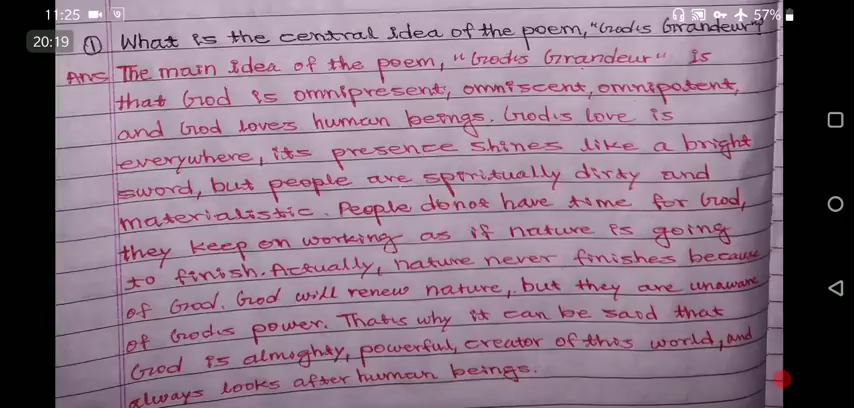 11:25
57%
20:19
① What is the central idea of the poem, "God's Grandeur"?
Ans The main idea of the poem, "God's Grandeur" is
that God is omnipresent, omniscent, omnipotent,
and God loves human beings. God's love is
everywhere, its presence shines like a bright
sword, but people are spiritually dirty and
materialistic. People donot have time for God,
they keep on working as if nature is going
to finish. Actually, nature never finishes because
of God. God will renew nature, but they are unaware
of God's power. That's why it can be said that
God is almighty, powerful, creator of this world, and
always looks after human beings.